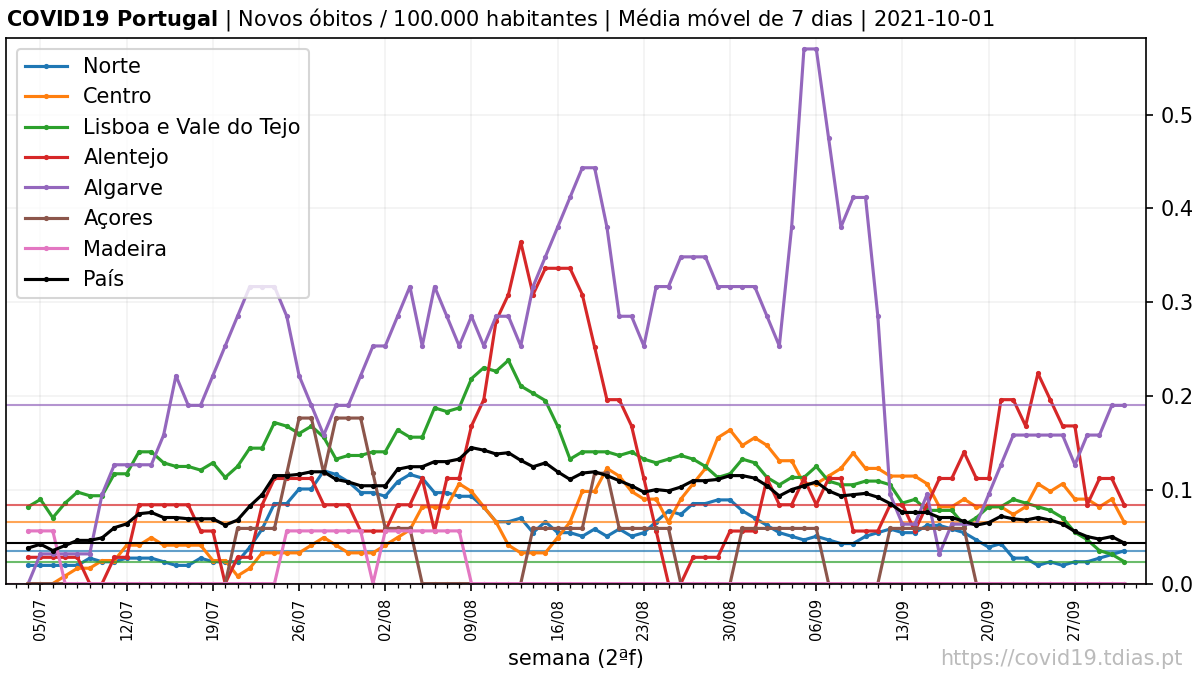 COVID19 Portugal | Novos óbitos / 100.000 habitantes | Média móvel de 7 dias | 2021-10-01
Norte
Centro
Lisboa e Vale do Tejo
Alentejo
Algarve
Açores
Madeira
País
0.5
0.4
0.3
0.2
0.1
0.0
05/07
12/07
19/07
26/07
02/08
09/08
16/08
23/08
30/08
06/09
13/09
20/09
27/09
semana (2ªf)
https://covid19.tdias.pt